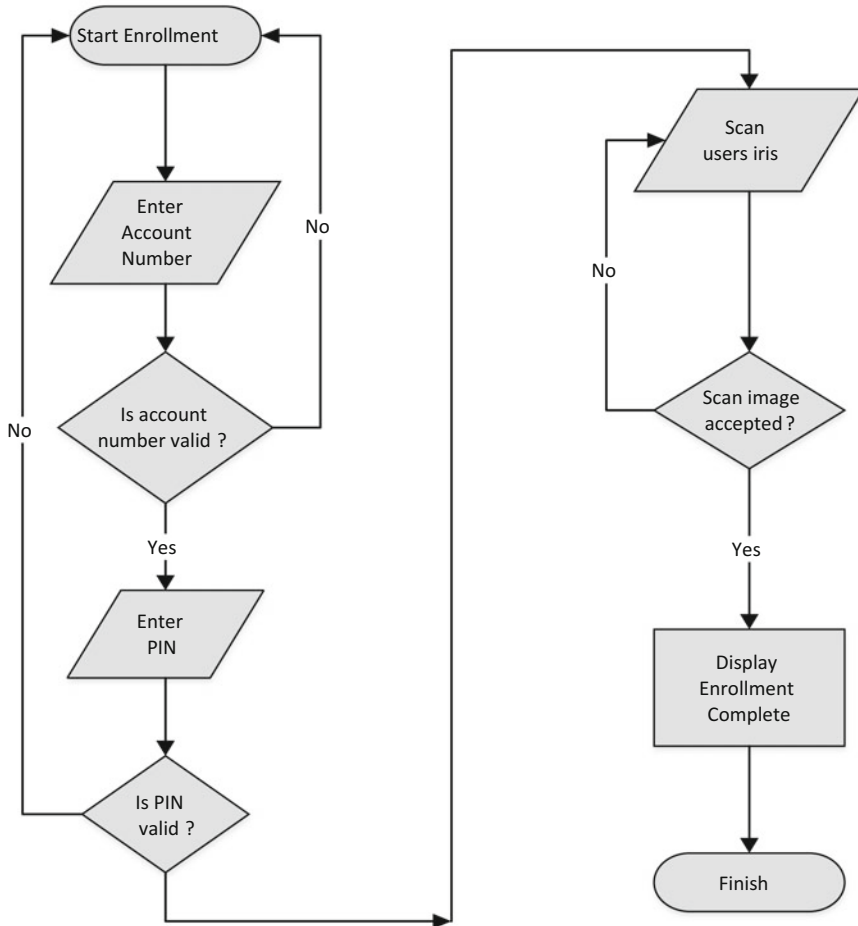 Start Enrollment
Enter
Account
Number
No
Is account
number valid ?
No
Yes
Enter
PIN
Is PIN
valid ?
Scan
users iris
No
Scan image
accepted ?
Yes
Display
Enrollment
Complete
Finish